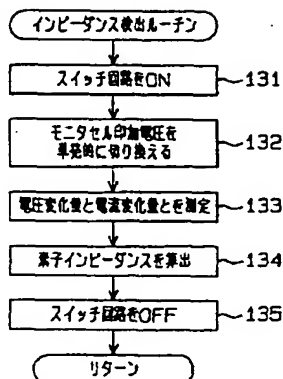 インピーダンス検出ルーチン
スイッチ回路をON
131
モニタセル印加電圧を
単発的に切り換える
132
電圧変化量と電流変化量とを測定
133
素子インピーダンスを算出
134
スイッチ回路をOFF
135
リターン